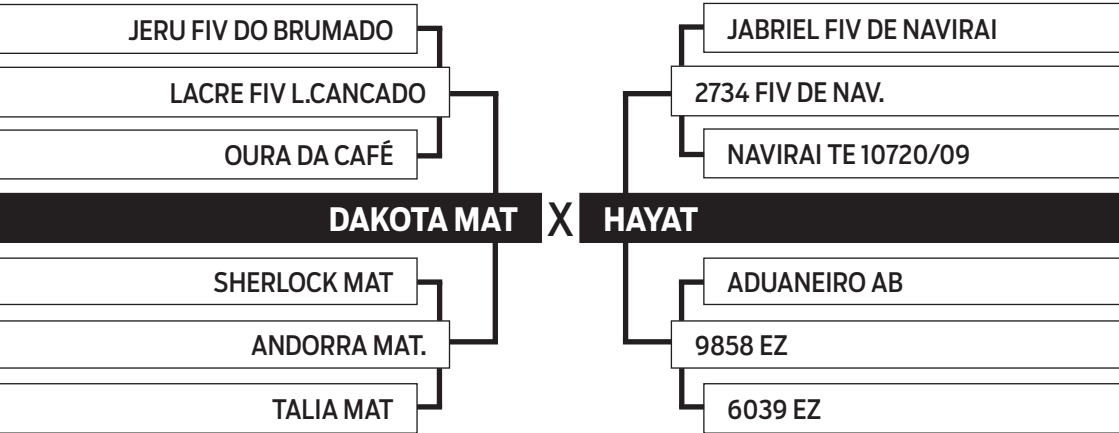 JERU FIV DO BRUMADO
LACRE FIV L.CANCADO
OURA DA CAFÉ
JABRIEL FIV DE NAVIRAI
2734 FIV DE NAV.
NAVIRAI TE 10720/09
DAKOTA MAT X HAYAT
SHERLOCK MAT
ANDORRA MAT.
TALIA MAT
ADUANEIRO AB
9858 EZ
6039 EZ